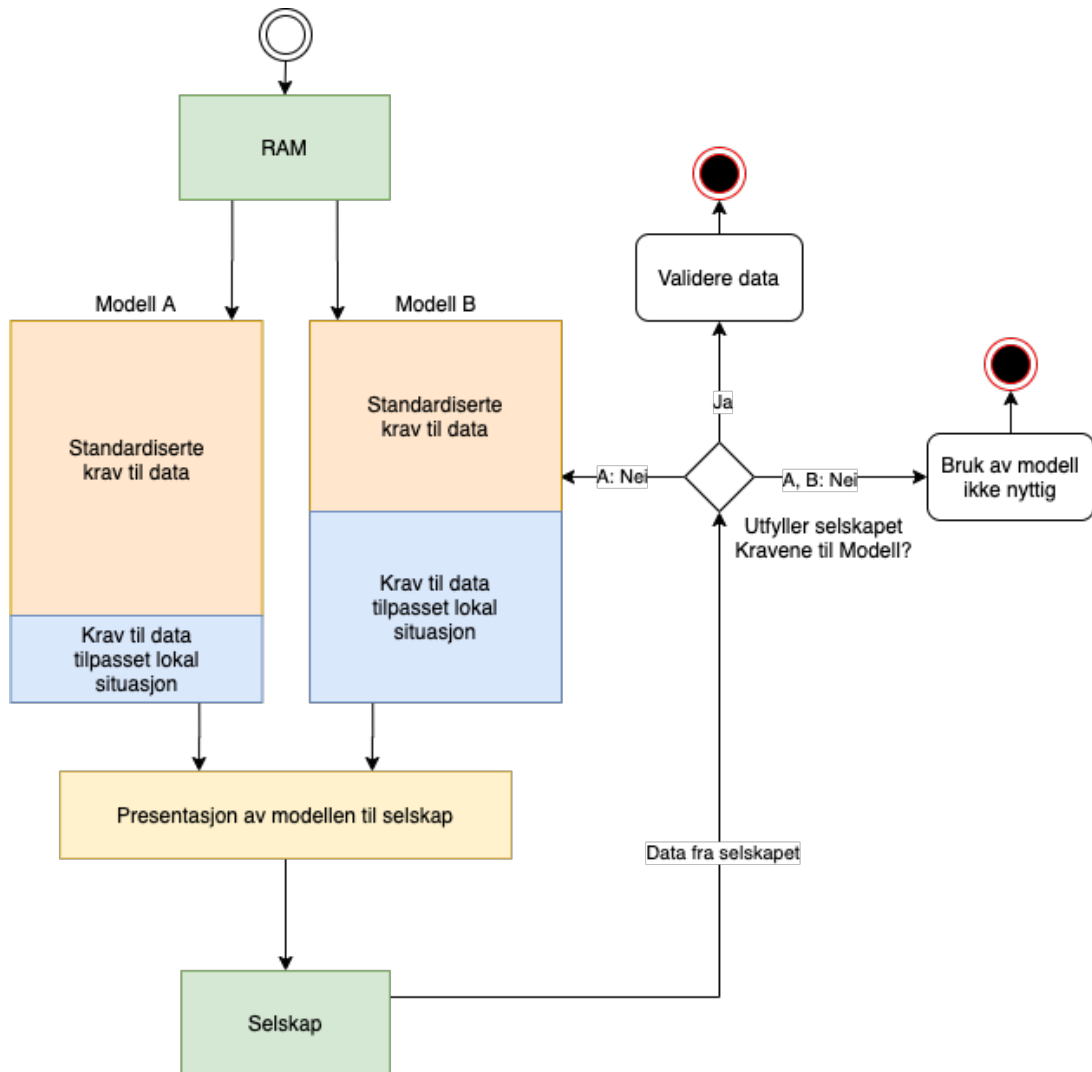 RAM
Modell A
Modell B
Standardiserte
krav til data
Krav til data
tilpasset lokal
situasjon
Standardiserte
krav til data
Krav til data
tilpasset lokal
situasjon
Presentasjon av modellen til selskap
Selskap
Data fra selskapet
Utfyller selskapet
Kravene til Modell?
A: Nei
Ja
A, B: Nei
Validere data
Bruk av modell
ikke nyttig